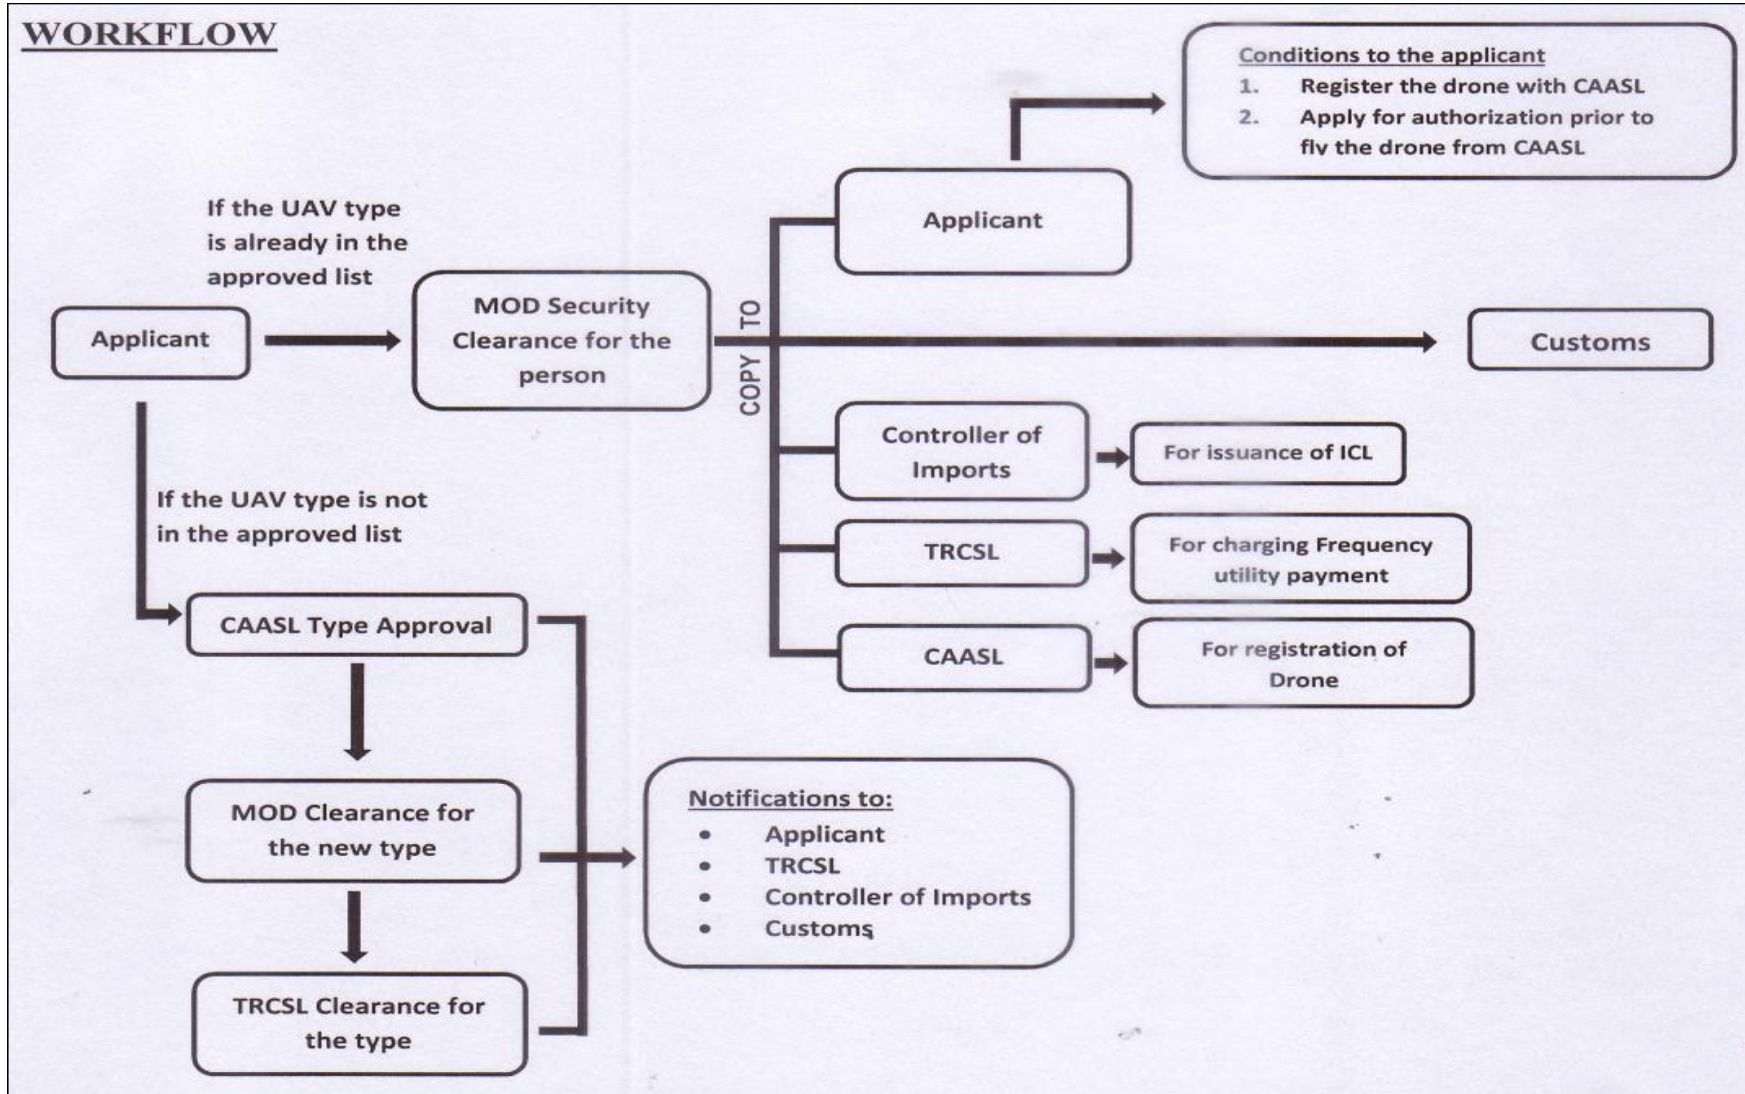 WORKFLOW
Conditions to the applicant
1. Register the drone with CAASL
2. Apply for authorization prior to
flv the drone from CAASL
Applicant
If the UAV type
is already in the
approved list
Applicant
MOD Security
Clearance for the
person
COPY TO
Customs
Controller of
Imports
For issuance of ICL
TRCSL
For charging Frequency
utility payment
CAASL
For registration of
Drone
If the UAV type is not
in the approved list
CAASL Type Approval
MOD Clearance for
the new type
TRCSL Clearance for
the type
Notifications to:
• Applicant
• TRCSL
• Controller of Imports
• Customs